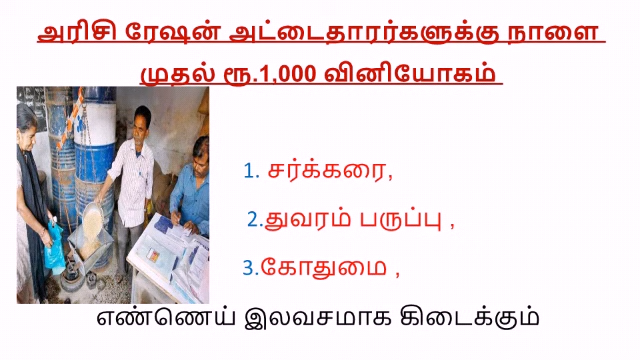 அரிசி ரேஷன் அட்டைதாரர்களுக்கு நாளை
முதல் ரூ.1,000 வினியோகம்
1. சர்க்கரை,
2.துவரம் பருப்பு ,
3.கோதுமை ,
எண்ணெய் இலவசமாக கிடைக்கும்